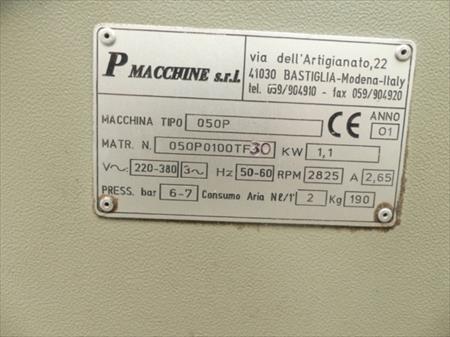 P MACCHINE s.r.l.
via dell'Artigianato,22
41030 BASTIGLIA-Modena-Italy
tel. 059/904910 - fax 059/904920
MACCHINA TIPO 050P CE ANNO 01
MATR. N. 050P0100TF30 KW 1,1
V~: 220-380 3~ Hz 50-60 RPM 2825 A 2,65
PRESS. bar 6-7 Consumo Aria Nℓ/1' 2 Kg 190